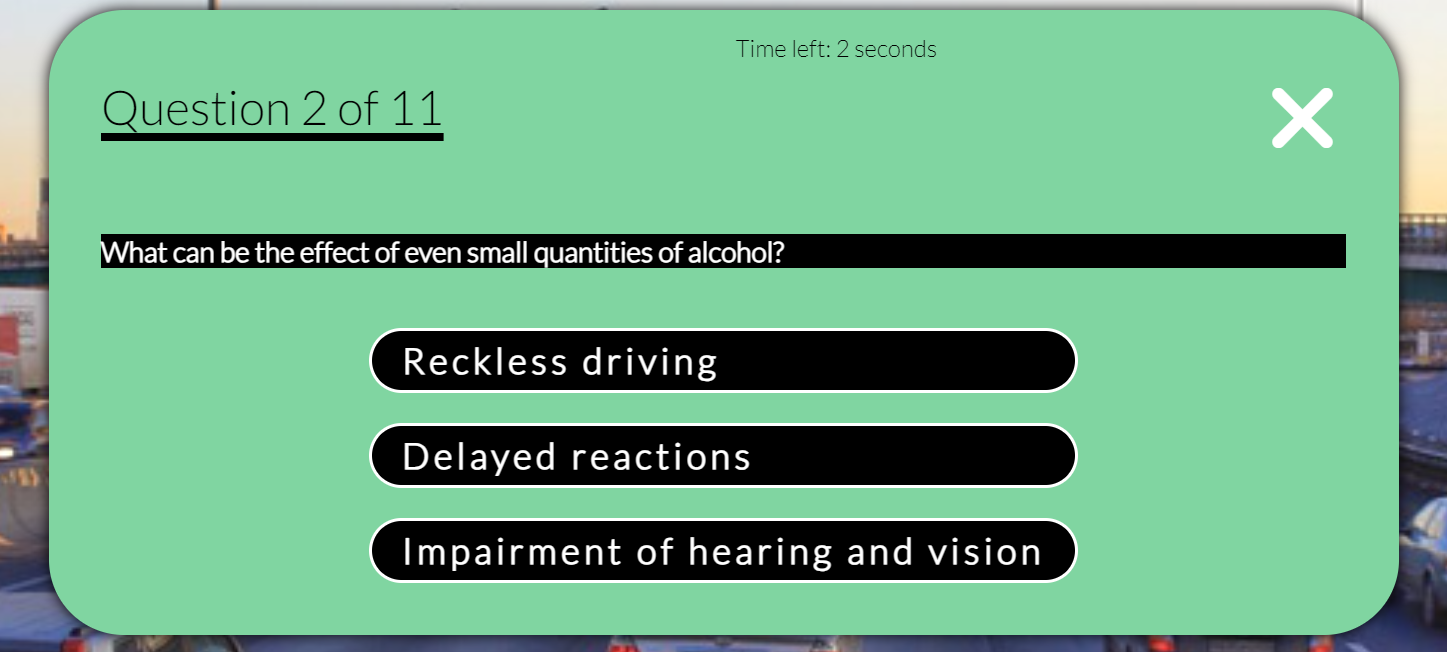 Time left: 2 seconds
Question 2 of 11
What can be the effect of even small quantities of alcohol?
Reckless driving
Delayed reactions
Impairment of hearing and vision